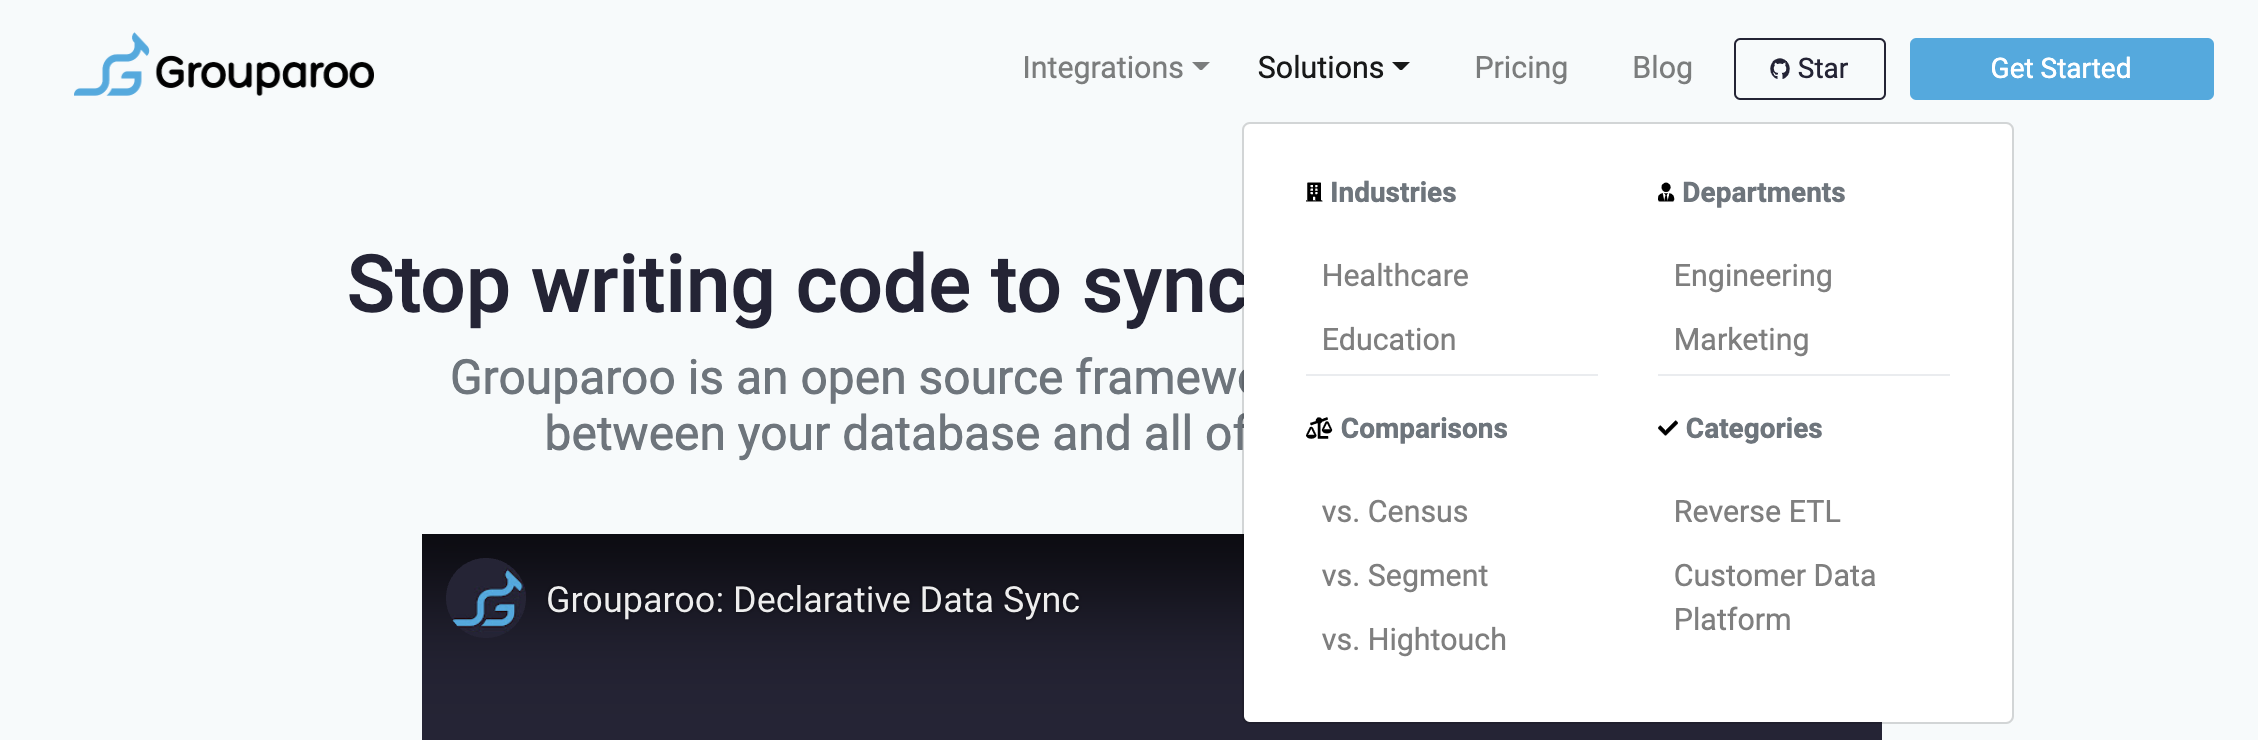 Grouparoo
Integrations
Solutions
Pricing
Blog
Star
Get Started
Industries
Healthcare
Education
Departments
Engineering
Marketing
Comparisons
vs. Census
vs. Segment
vs. Hightouch
Categories
Reverse ETL
Customer Data
Platform
Stop writing code to sync
Grouparoo is an open source
between your database and all
Grouparoo: Declarative Data Sync